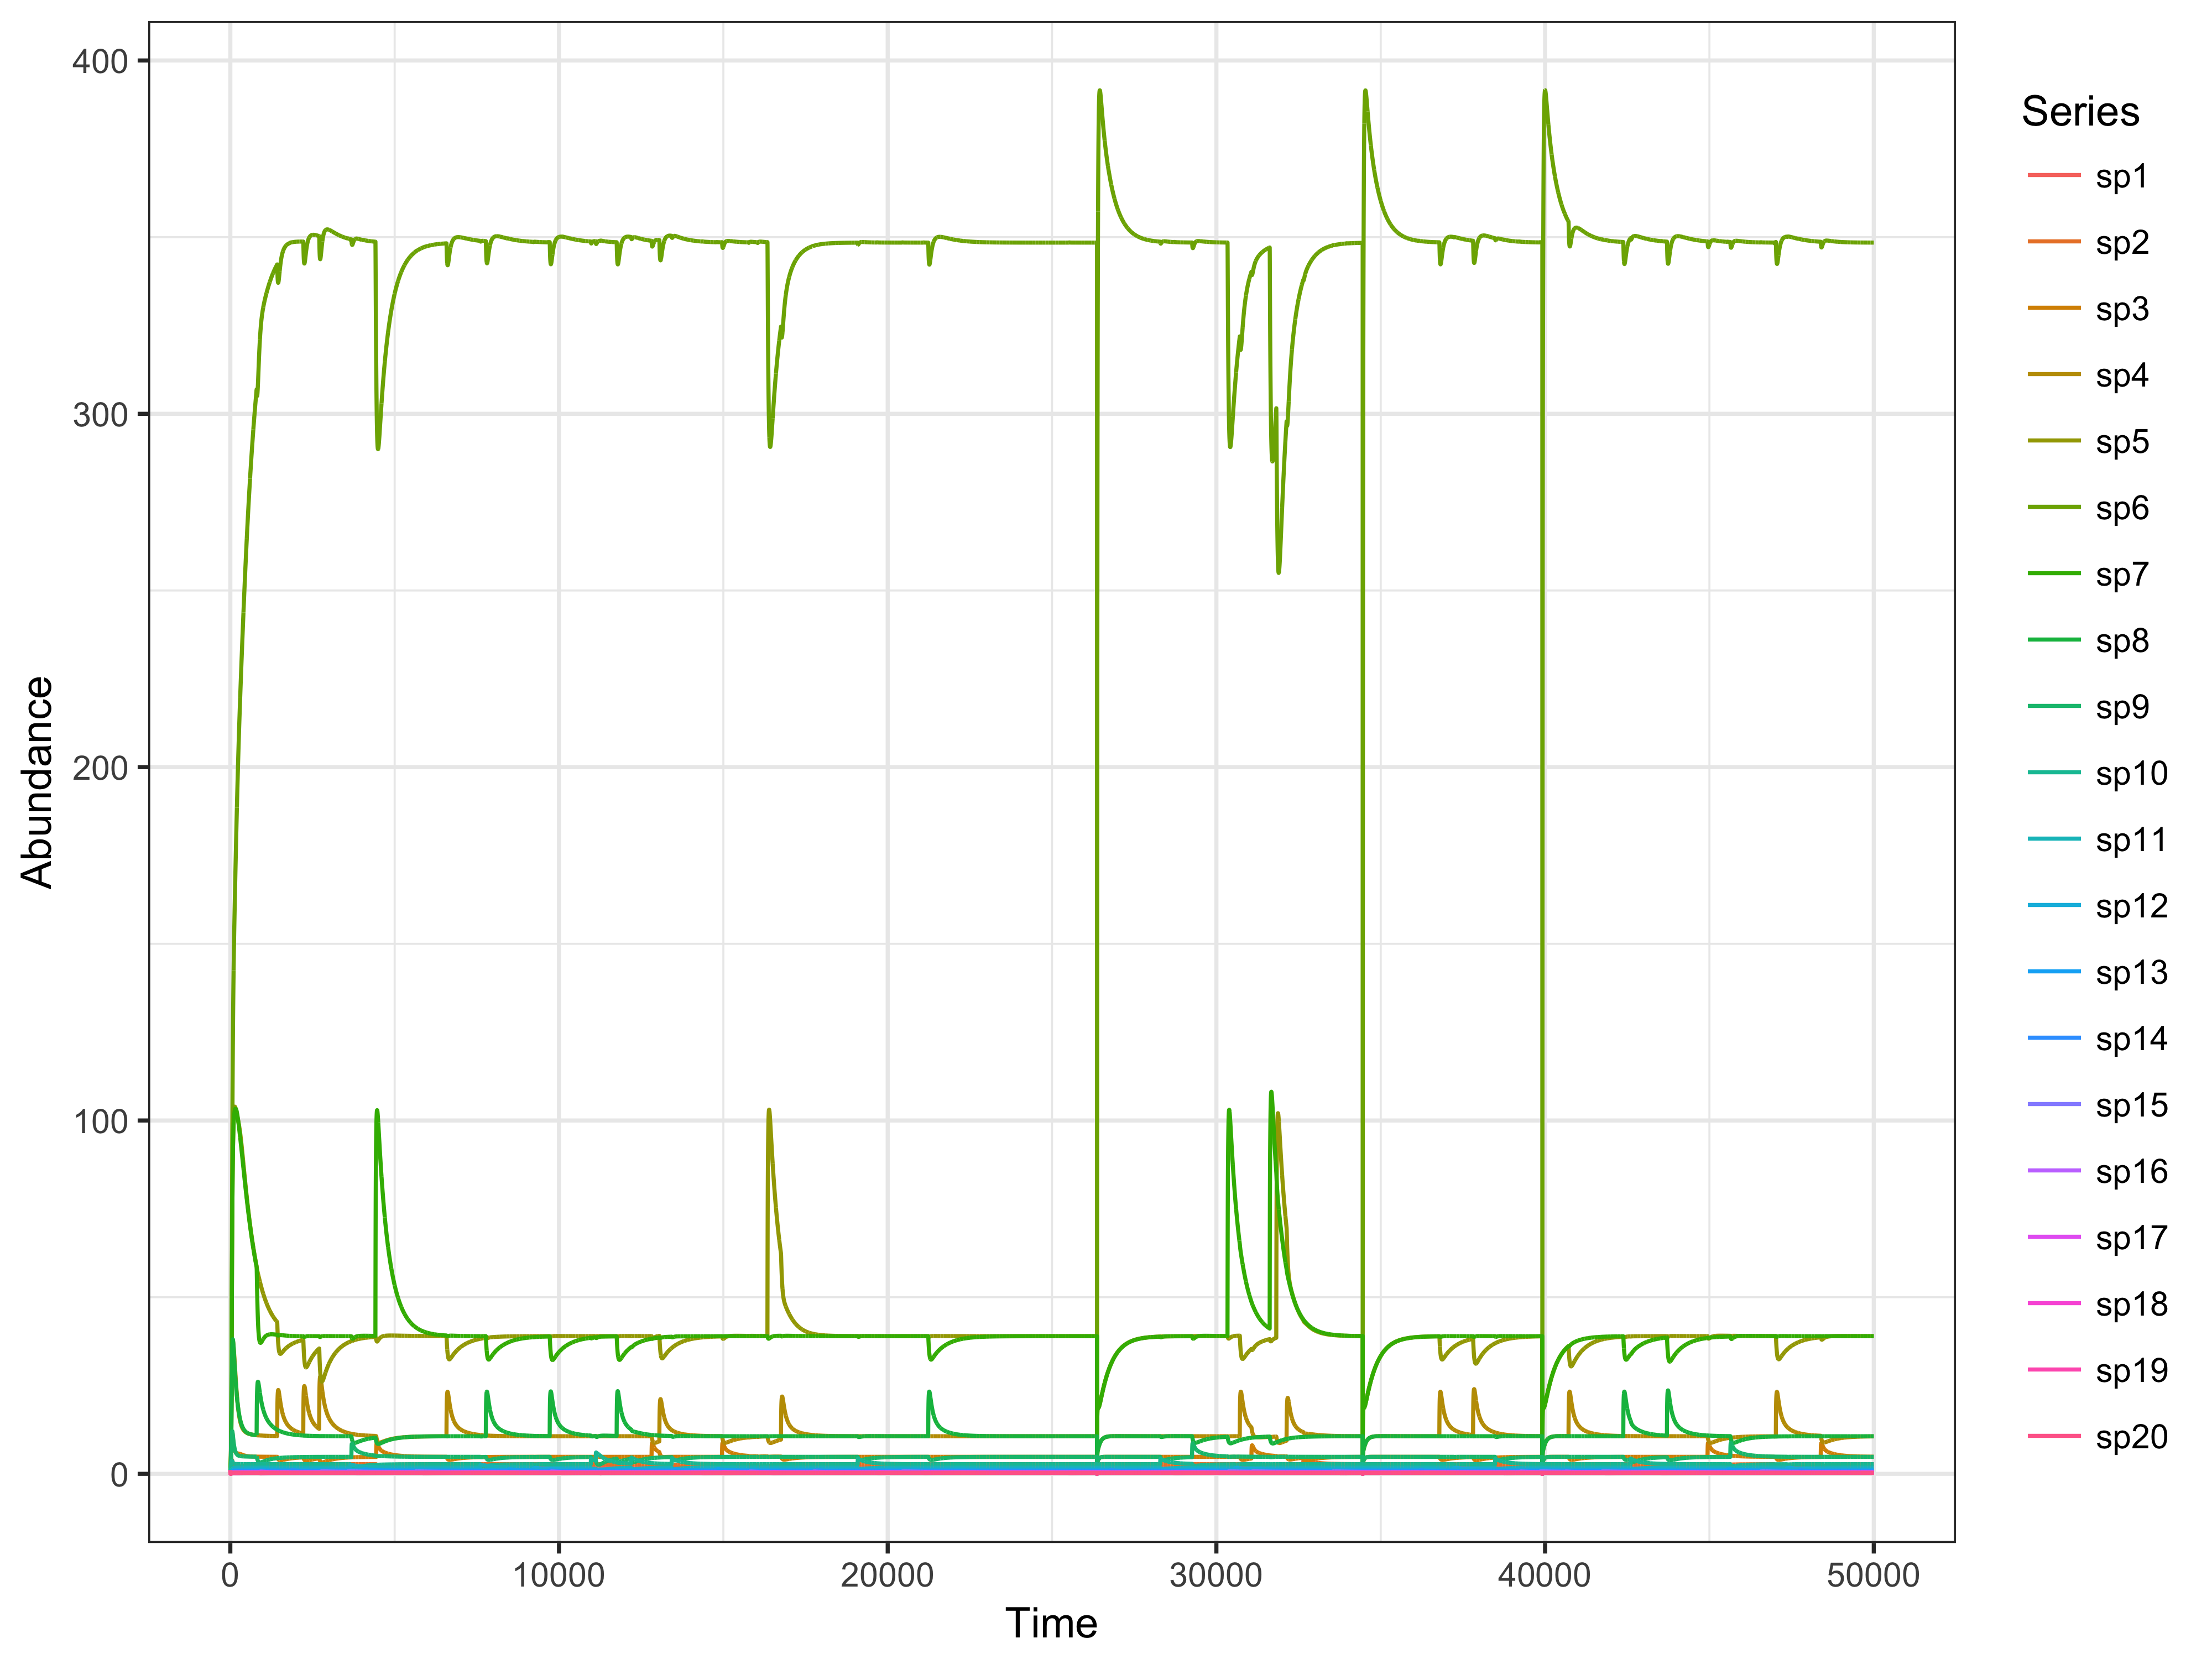 400
300
200
100
0
Abundance
0 10000 20000 30000 40000 50000
Time
Series
sp1
sp2
sp3
sp4
sp5
sp6
sp7
sp8
sp9
sp10
sp11
sp12
sp13
sp14
sp15
sp16
sp17
sp18
sp19
sp20